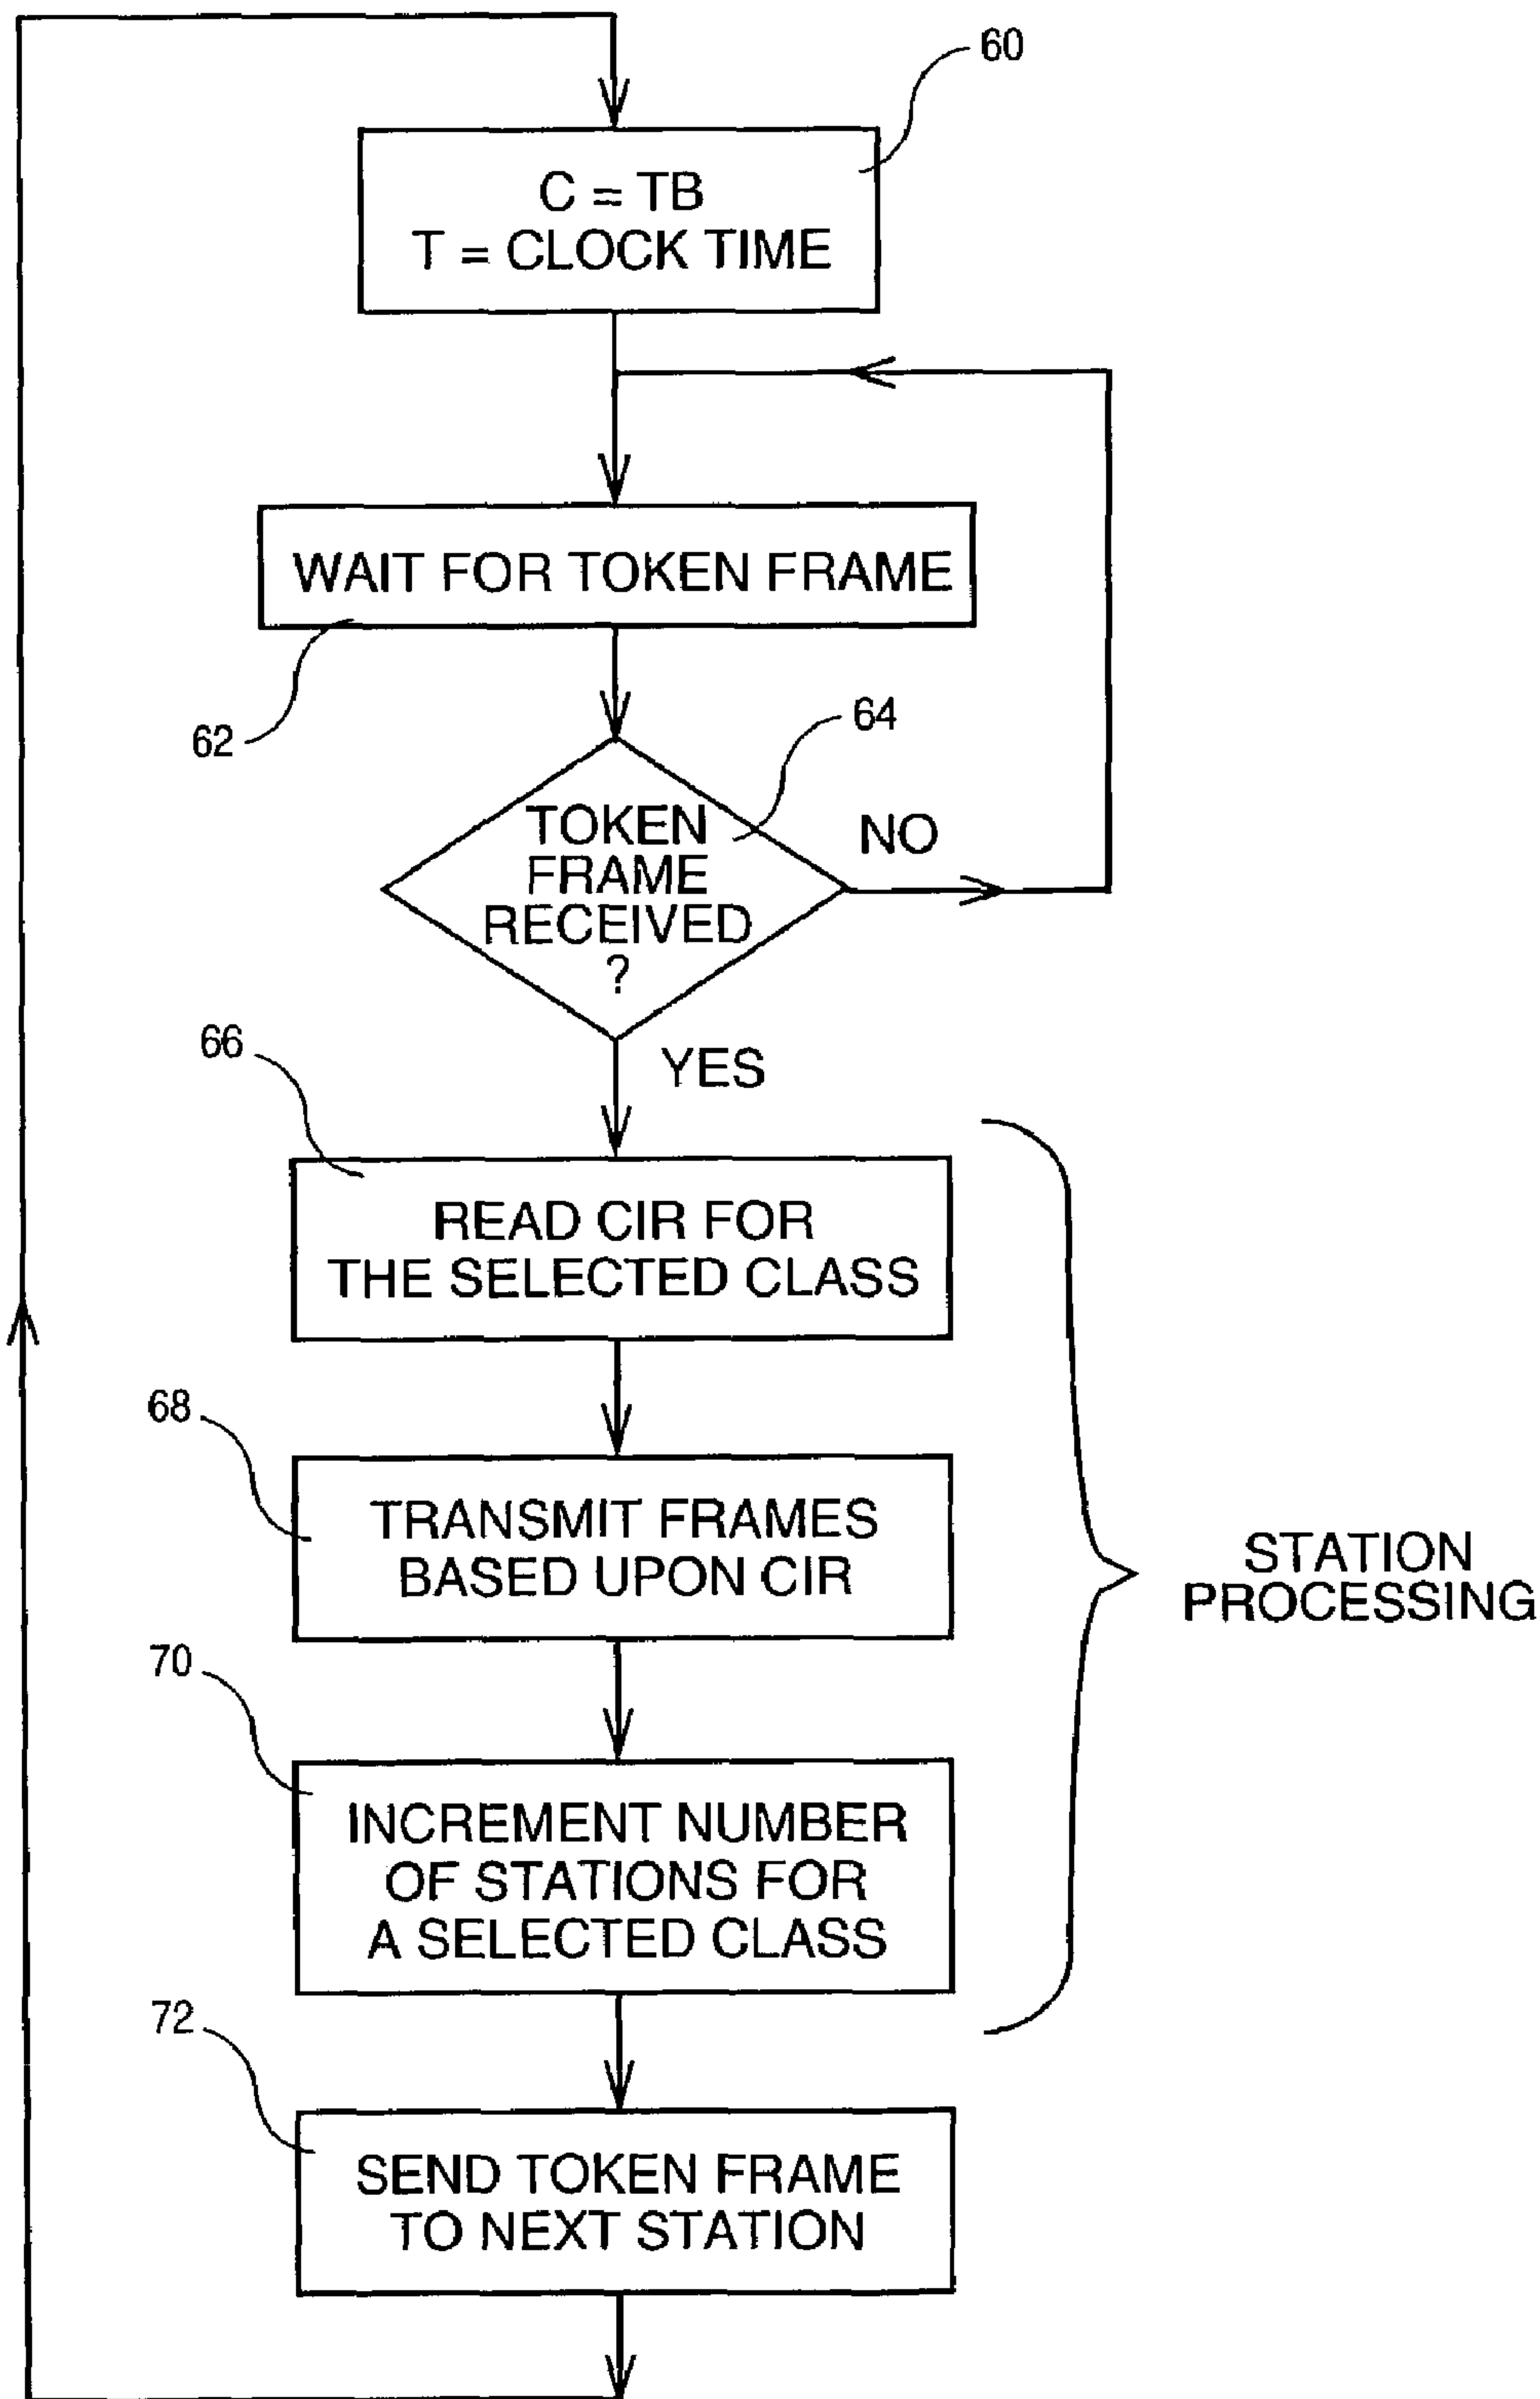 60
C = TB
T = CLOCK TIME
WAIT FOR TOKEN FRAME
62
64
TOKEN
FRAME
RECEIVED
?
NO
YES
66
READ CIR FOR
THE SELECTED CLASS
68
TRANSMIT FRAMES
BASED UPON CIR
STATION
PROCESSING
70
INCREMENT NUMBER
OF STATIONS FOR
A SELECTED CLASS
72
SEND TOKEN FRAME
TO NEXT STATION